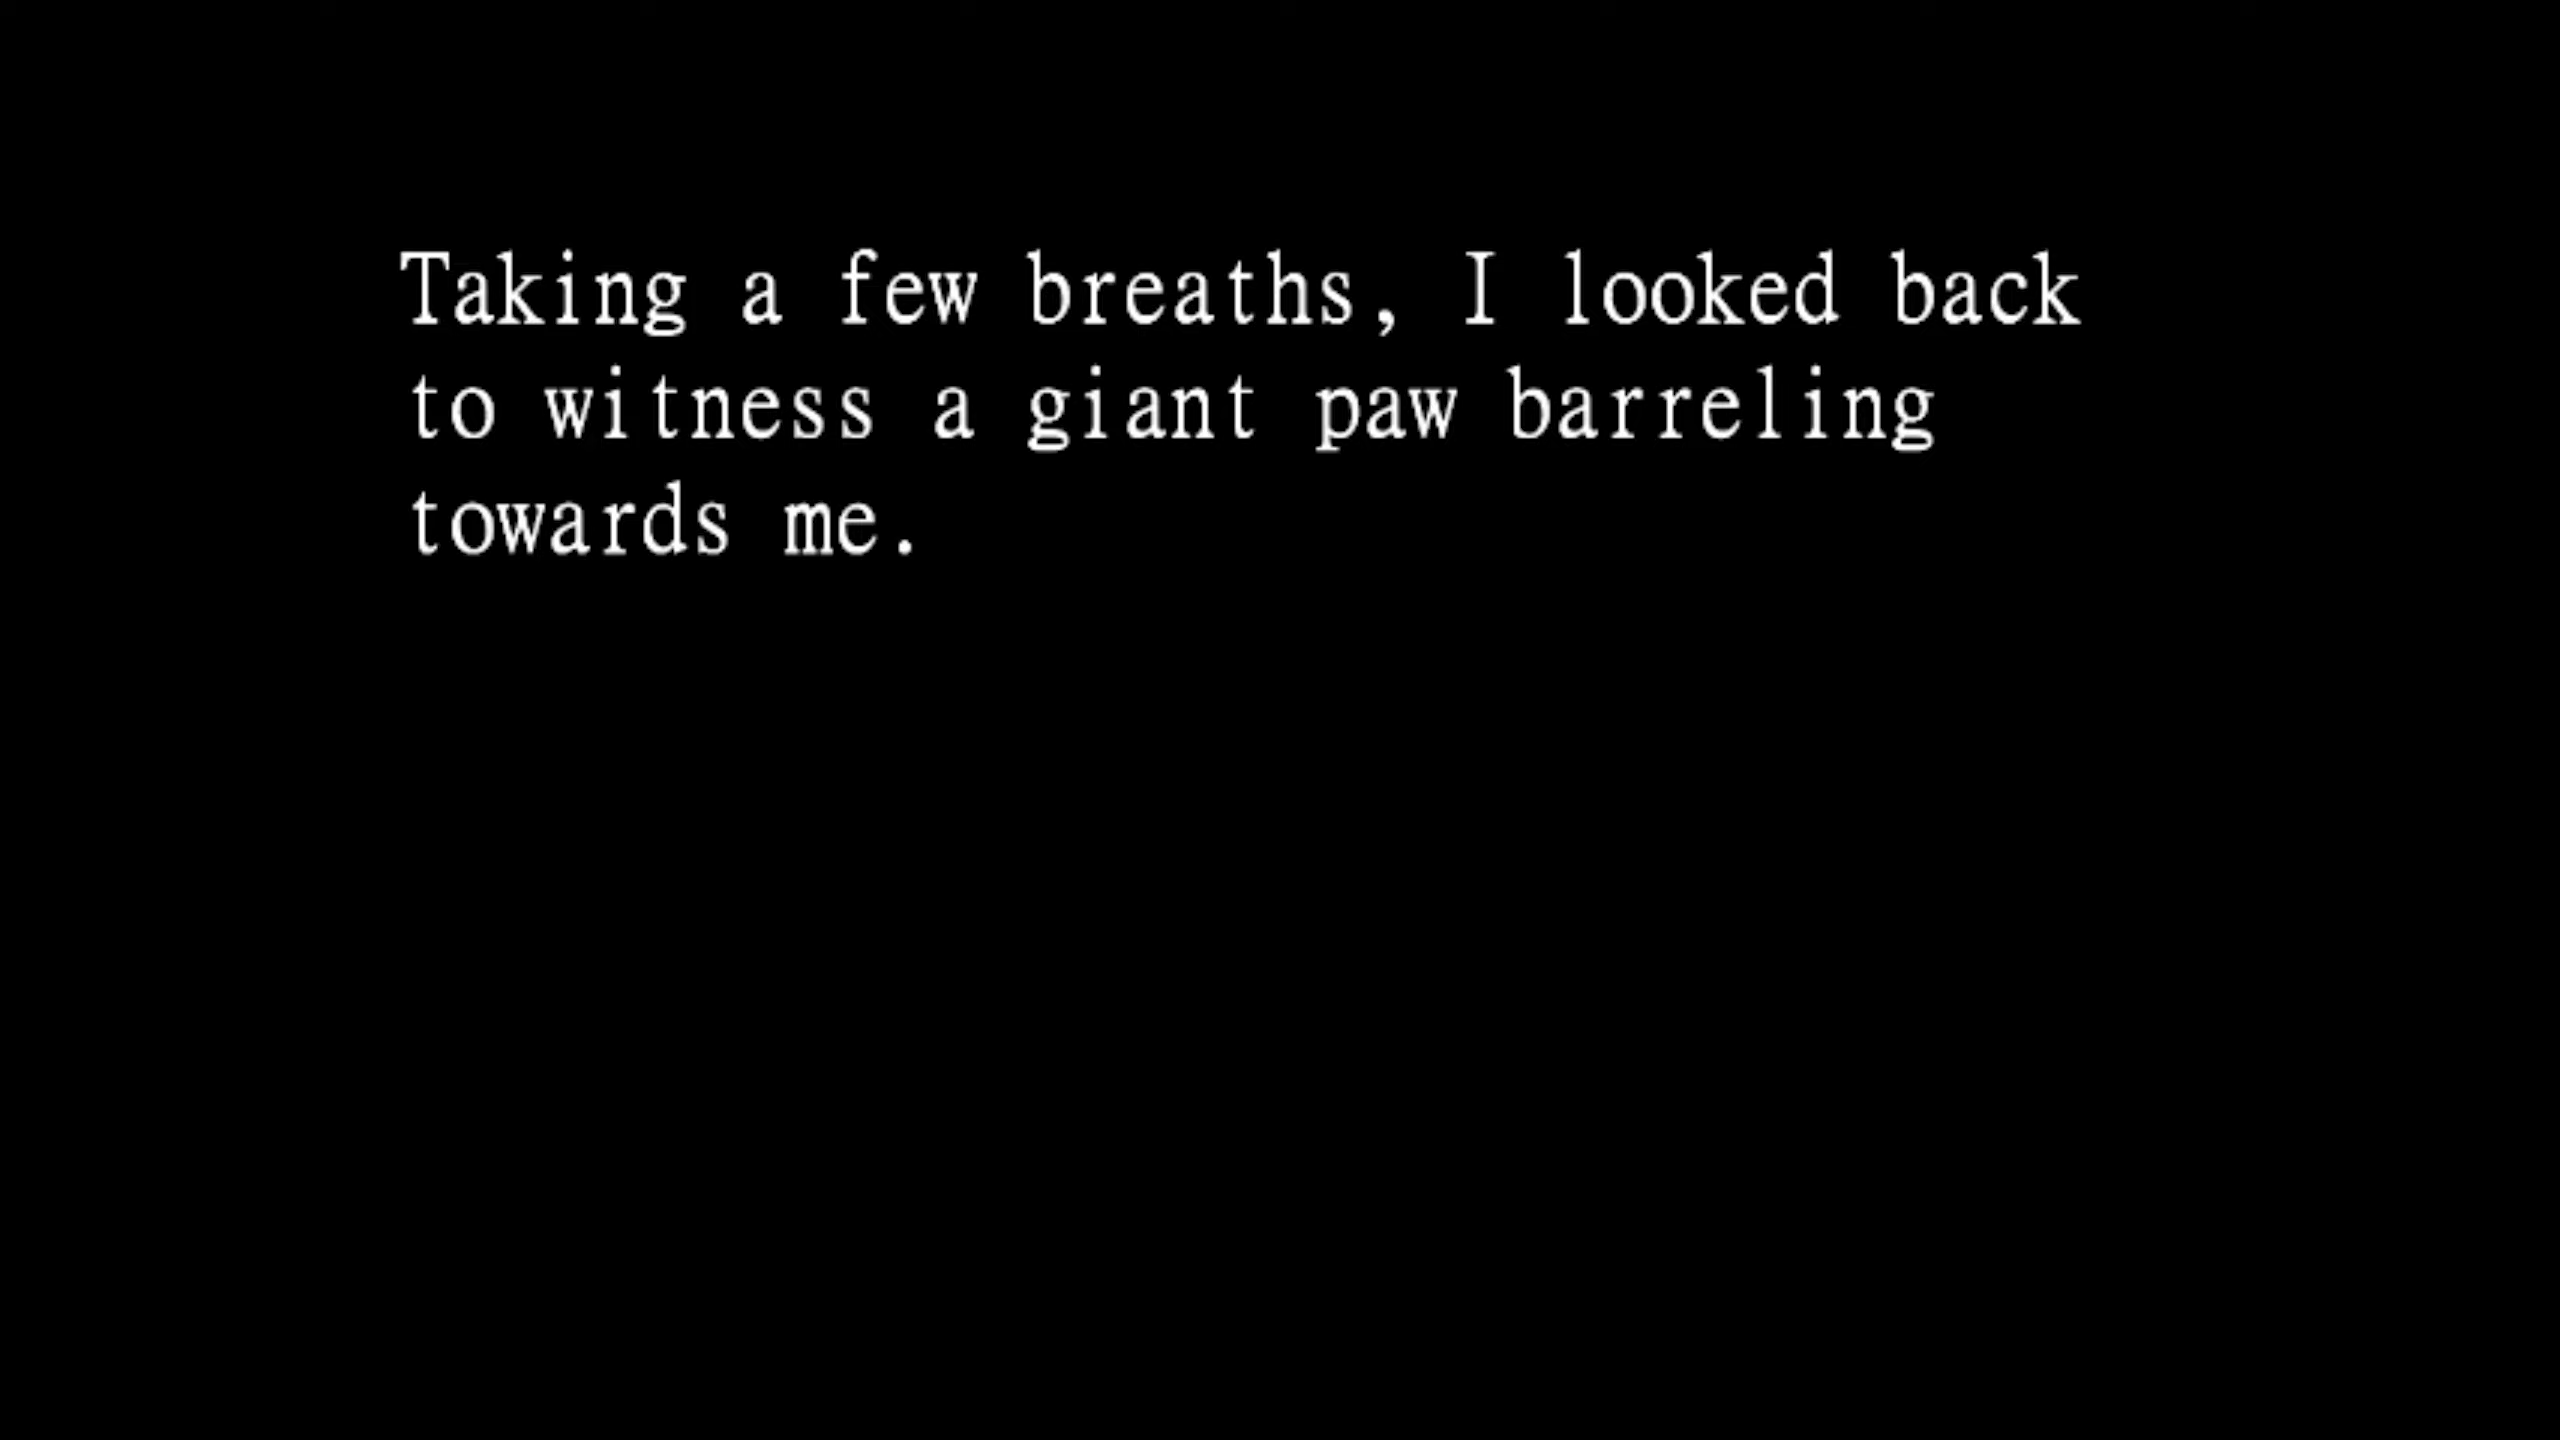 Taking a few breaths, I looked back
to witness a giant paw barreling
towards me.